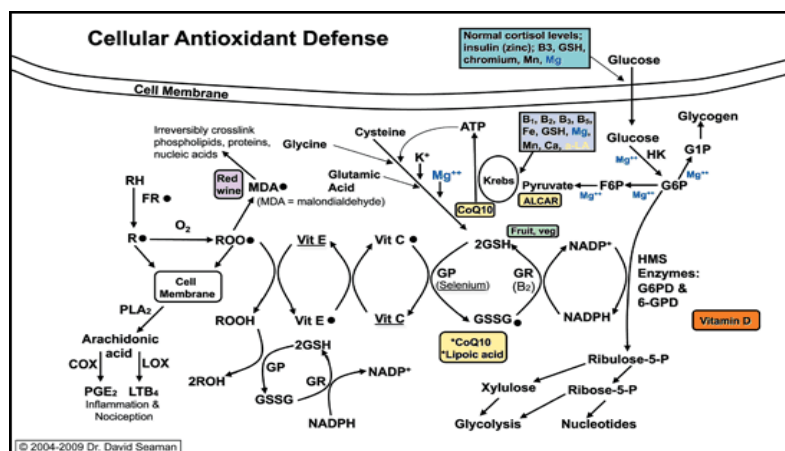 Cellular Antioxidant Defense
Normal cortisol levels;
insulin (zinc); B3, GSH,
chromium, Mn, Mg
Glucose
Cell Membrane
Glycogen
Irreversibly crosslink
phospholipids, proteins,
nucleic acids
Glycine
Cysteine
ATP
B₁, B₂, B₃, B₅,
Fe, GSH, Mg,
Mn, Ca, α-LA
Glucose
HK
Mg⁺⁺
G1P
Mg⁺⁺
RH
FR ●
Red
wine
MDA●
(MDA = malondialdehyde)
Glutamic
Acid
K⁺
Mg⁺⁺
Krebs
CoQ10
Pyruvate
ALCAR
Mg⁺⁺
F6P
Mg⁺⁺
G6P
O₂
R●
ROO●
Vit E
Vit C ●
2GSH
Fruit, veg
NADP⁺
Cell
Membrane
GP
(Selenium)
GR
(B₂)
HMS
Enzymes:
G6PD &
6-GPD
PLA₂
ROOH
Vit E ●
Vit C
GSSG●
NADPH
Vitamin D
Arachidonic
acid
2GSH
*CoQ10
*Lipoic acid
COX
LOX
2ROH
GP
GR
NADP⁺
Ribulose-5-P
PGE₂
LTB₄
GSSG
Xylulose
Ribose-5-P
Inflammation &
Nociception
NADPH
Glycolysis
Nucleotides
© 2004-2009 Dr. David Seaman